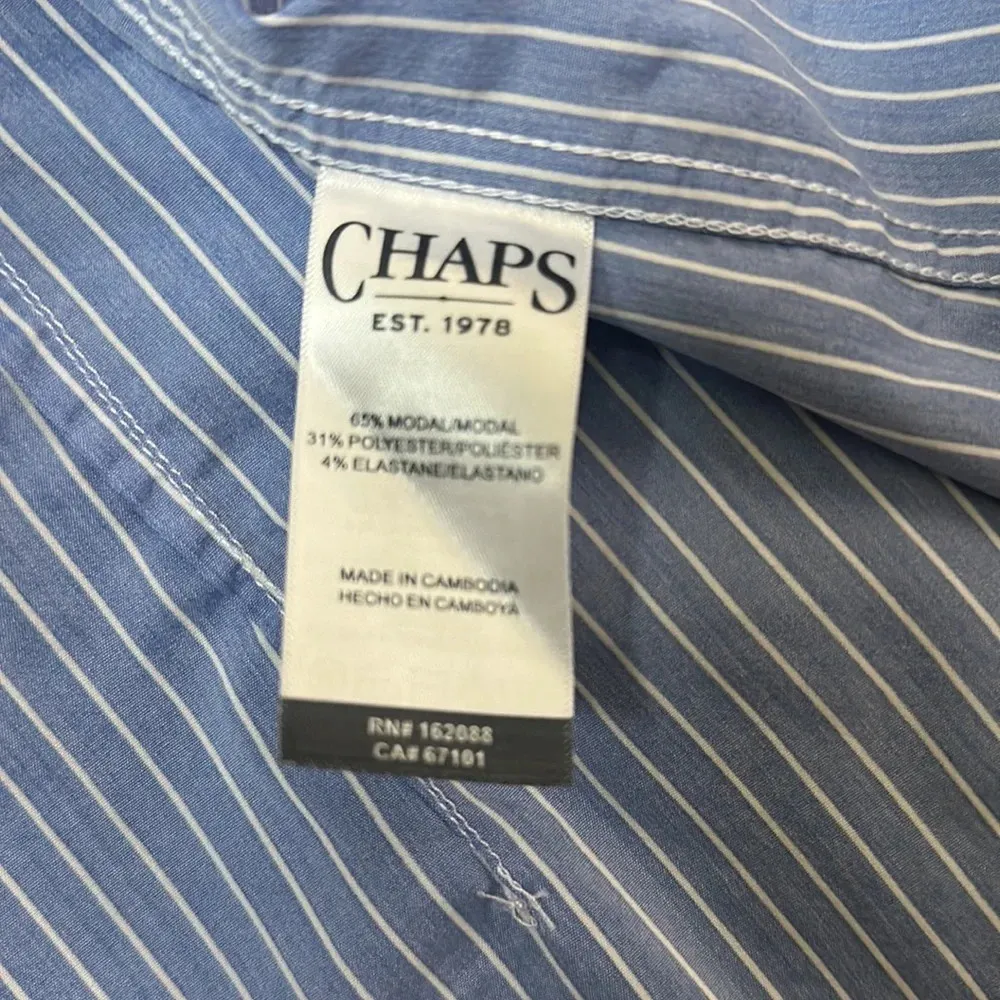 CHAPS
EST. 1978
65% MODAL/MODAL
31% POLYESTER/POLIÉSTER
4% ELASTANE/ELASTANO
MADE IN CAMBODIA
HECHO EN CAMBOYA
RN# 162088
CA# 67101